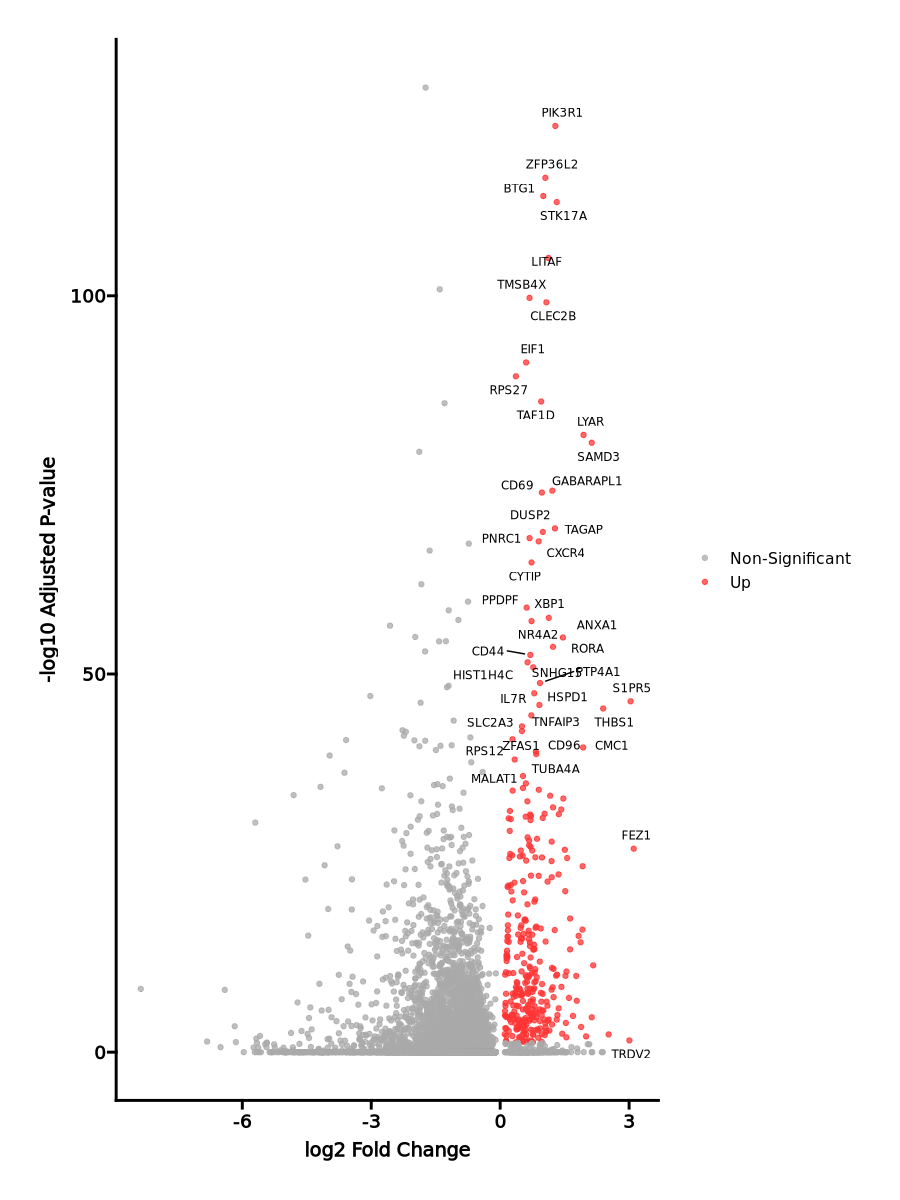 PIK3R1
ZFP36L2
BTG1
STK17A
LITAF
TMSB4X
100
CLEC2B
EIF1
RPS27
TAF1D
LYAR
SAMD3
CD69
GABARAPL1
DUSP2
TAGAP
PNRC1
CXCR4
CYTIP
PPDPF
XBP1
ANXA1
NR4A2
RORA
CD44
50
HIST1H4C
SNHG15
PTP4A1
S1PR5
IL7R
HSPD1
SLC2A3
TNFAIP3
THBS1
RPS12
ZFAS1
CD96
CMC1
TUBA4A
MALAT1
FEZ1
TRDV2
0
-6
-3
0
3
log2 Fold Change
-log10 Adjusted P-value
Non-Significant
Up